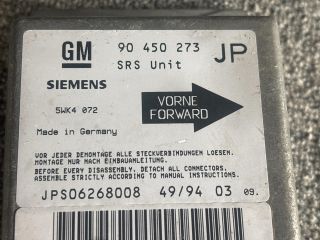 GM 90 450 273 JP
SRS Unit
SIEMENS
5WK4 072
VORNE
FORWARD
Made in Germany
VOR JEDER DEMONTAGE ALLE STECKVERBINDUNGEN LOESEN.
MONTAGE NUR NACH EINBAUANLEITUNG.
BEFORE EVERY DISASSEMBLY, DETACH ALL CONNECTORS.
ASSEMBLE STRICTLY ACCORDING TO MANUAL.
JPS06268008 49/94 03 09.